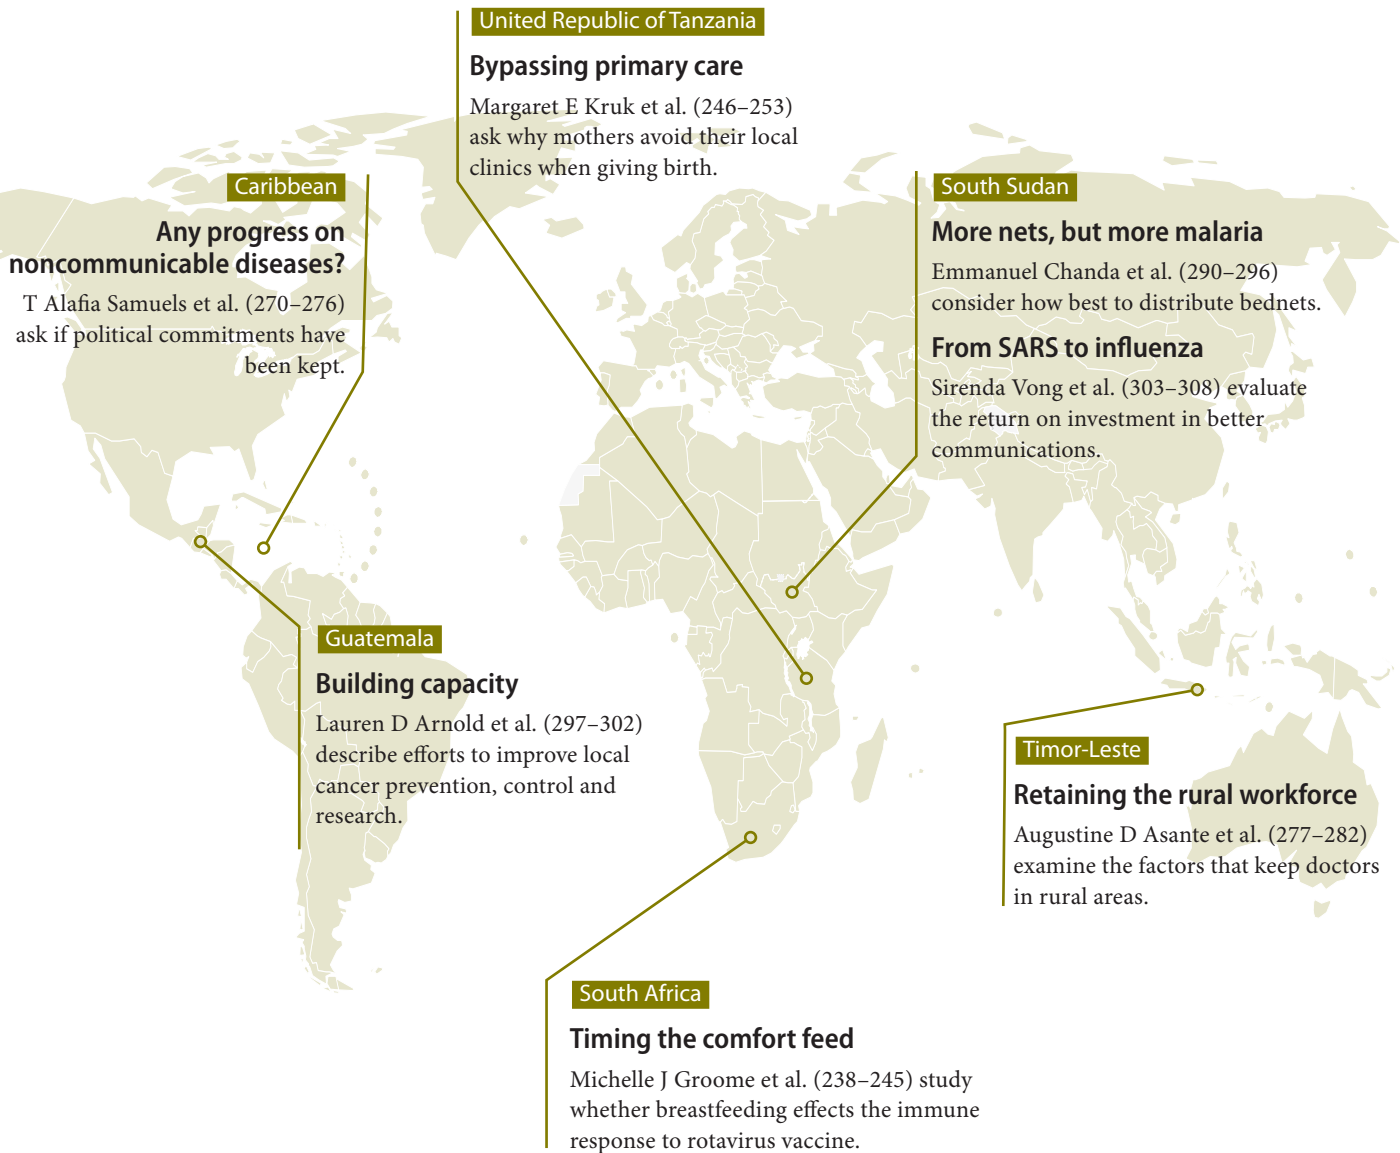 United Republic of Tanzania
Bypassing primary care
Margaret E Kruk et al. (246–253)
ask why mothers avoid their local
clinics when giving birth.
Caribbean
Any progress on
noncommunicable diseases?
T Alafia Samuels et al. (270–276)
ask if political commitments have
been kept.
South Sudan
More nets, but more malaria
Emmanuel Chanda et al. (290–296)
consider how best to distribute bednets.
From SARS to influenza
Sirenda Vong et al. (303–308) evaluate
the return on investment in better
communications.
Guatemala
Building capacity
Lauren D Arnold et al. (297–302)
describe efforts to improve local
cancer prevention, control and
research.
Timor-Leste
Retaining the rural workforce
Augustine D Asante et al. (277–282)
examine the factors that keep doctors
in rural areas.
South Africa
Timing the comfort feed
Michelle J Groome et al. (238–245) study
whether breastfeeding effects the immune
response to rotavirus vaccine.